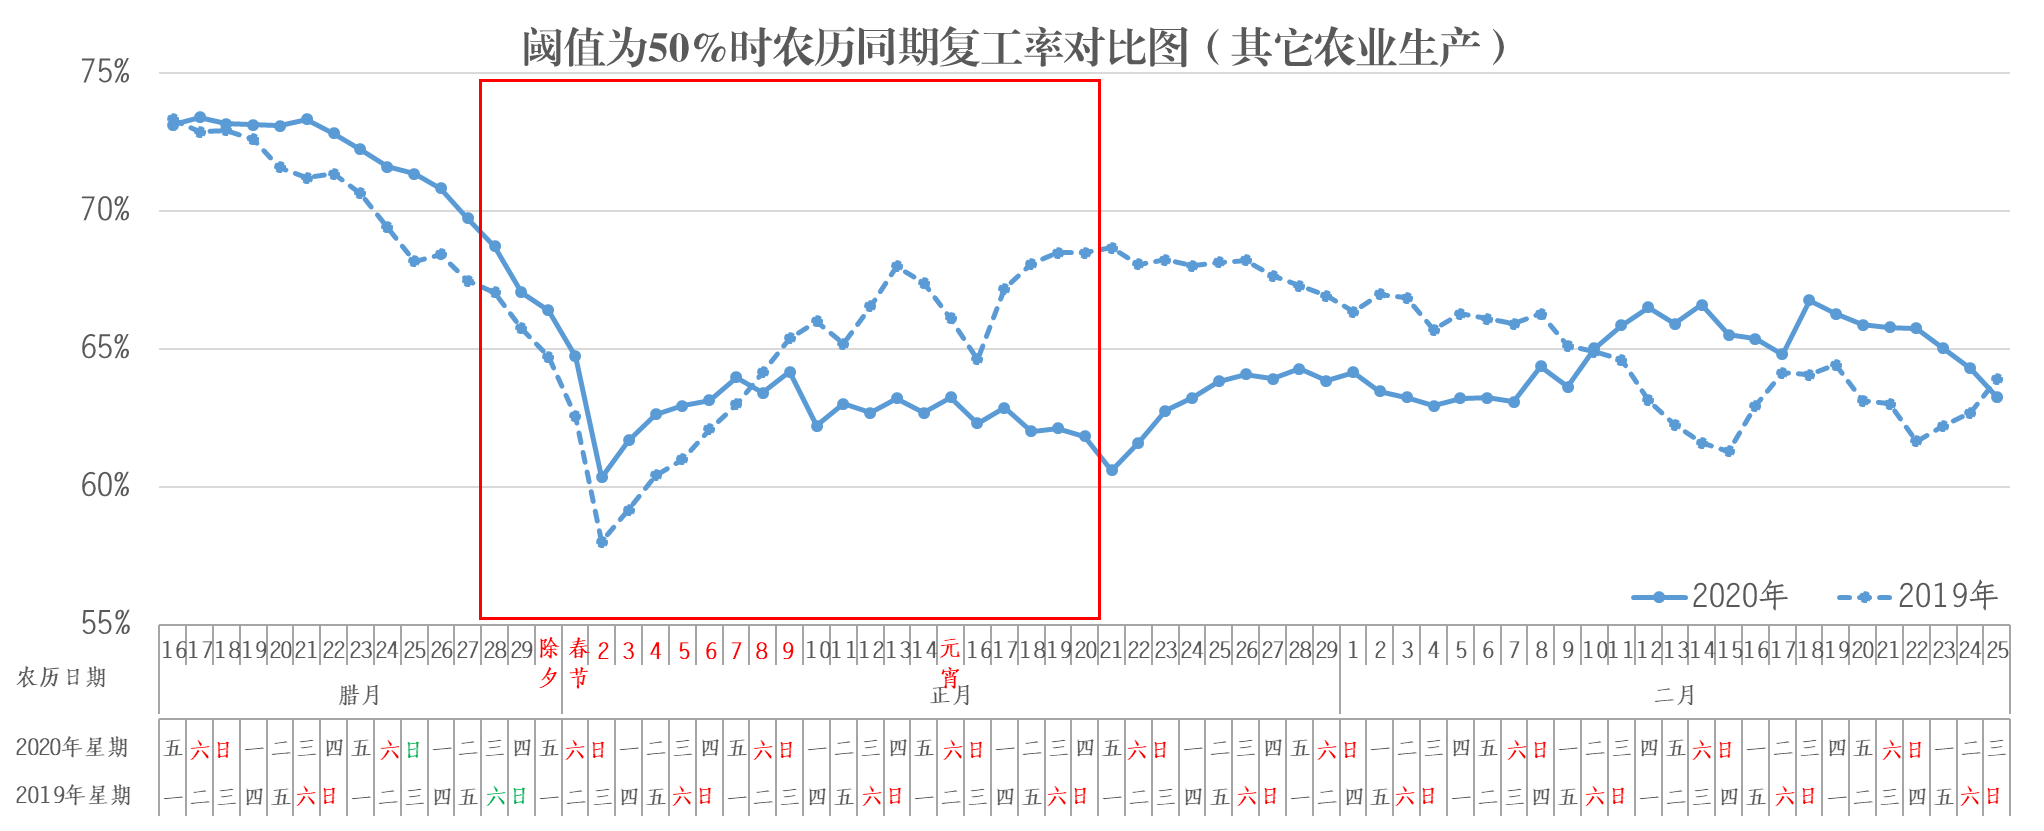 阈值为50%时农历同期复工率对比图（其它农业生产）
75%
70%
65%
60%
55%
2020年 2019年
农历日期
16 17 18 19 20 21 22 23 24 25 26 27 28 29 除夕 春节 2 3 4 5 6 7 8 9 10 11 12 13 14 元宵 16 17 18 19 20 21 22 23 24 25 26 27 28 29 1 2 3 4 5 6 7 8 9 10 11 12 13 14 15 16 17 18 19 20 21 22 23 24 25
腊月 正月 二月
2020年星期 五 六 日 一 二 三 四 五 六 日 一 二 三 四 五 六 日 一 二 三 四 五 六 日 一 二 三 四 五 六 日 一 二 三 四 五 六 日 一 二 三 四 五 六 日 一 二 三 四 五 六 日 一 二 三 四 五 六 日 一 二 三 四 五 六 日 一 二 三
2019年星期 一 二 三 四 五 六 日 一 二 三 四 五 六 日 一 二 三 四 五 六 日 一 二 三 四 五 六 日 一 二 三 四 五 六 日 一 二 三 四 五 六 日 一 二 四 五 六 日 一 二 三 四 五 六 日 一 二 三 四 五 六 日 一 二 三 四 五 六 日